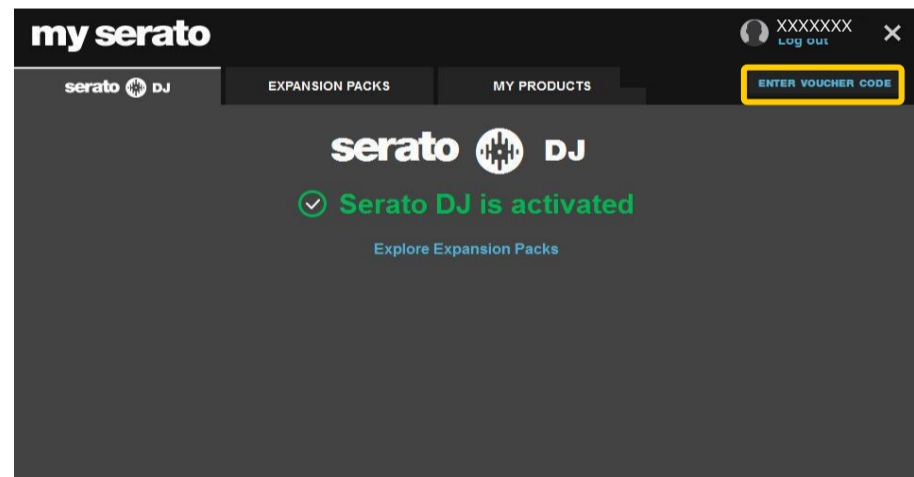 my serato
XXXXXXX
Log out
serato DJ
EXPANSION PACKS
MY PRODUCTS
ENTER VOUCHER CODE
serato DJ
Serato DJ is activated
Explore Expansion Packs